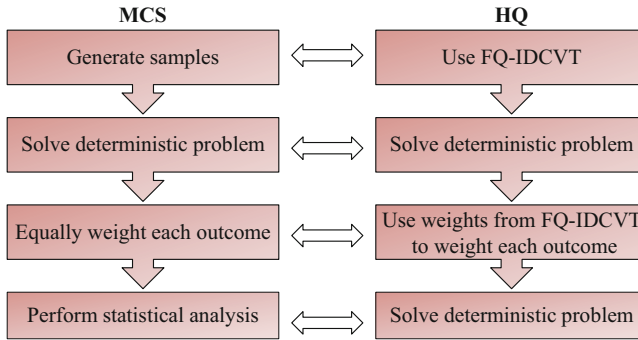 MCS
HQ
Generate samples
Use FQ-IDCVT
Solve deterministic problem
Solve deterministic problem
Equally weight each outcome
Use weights from FQ-IDCVT
to weight each outcome
Perform statistical analysis
Solve deterministic problem